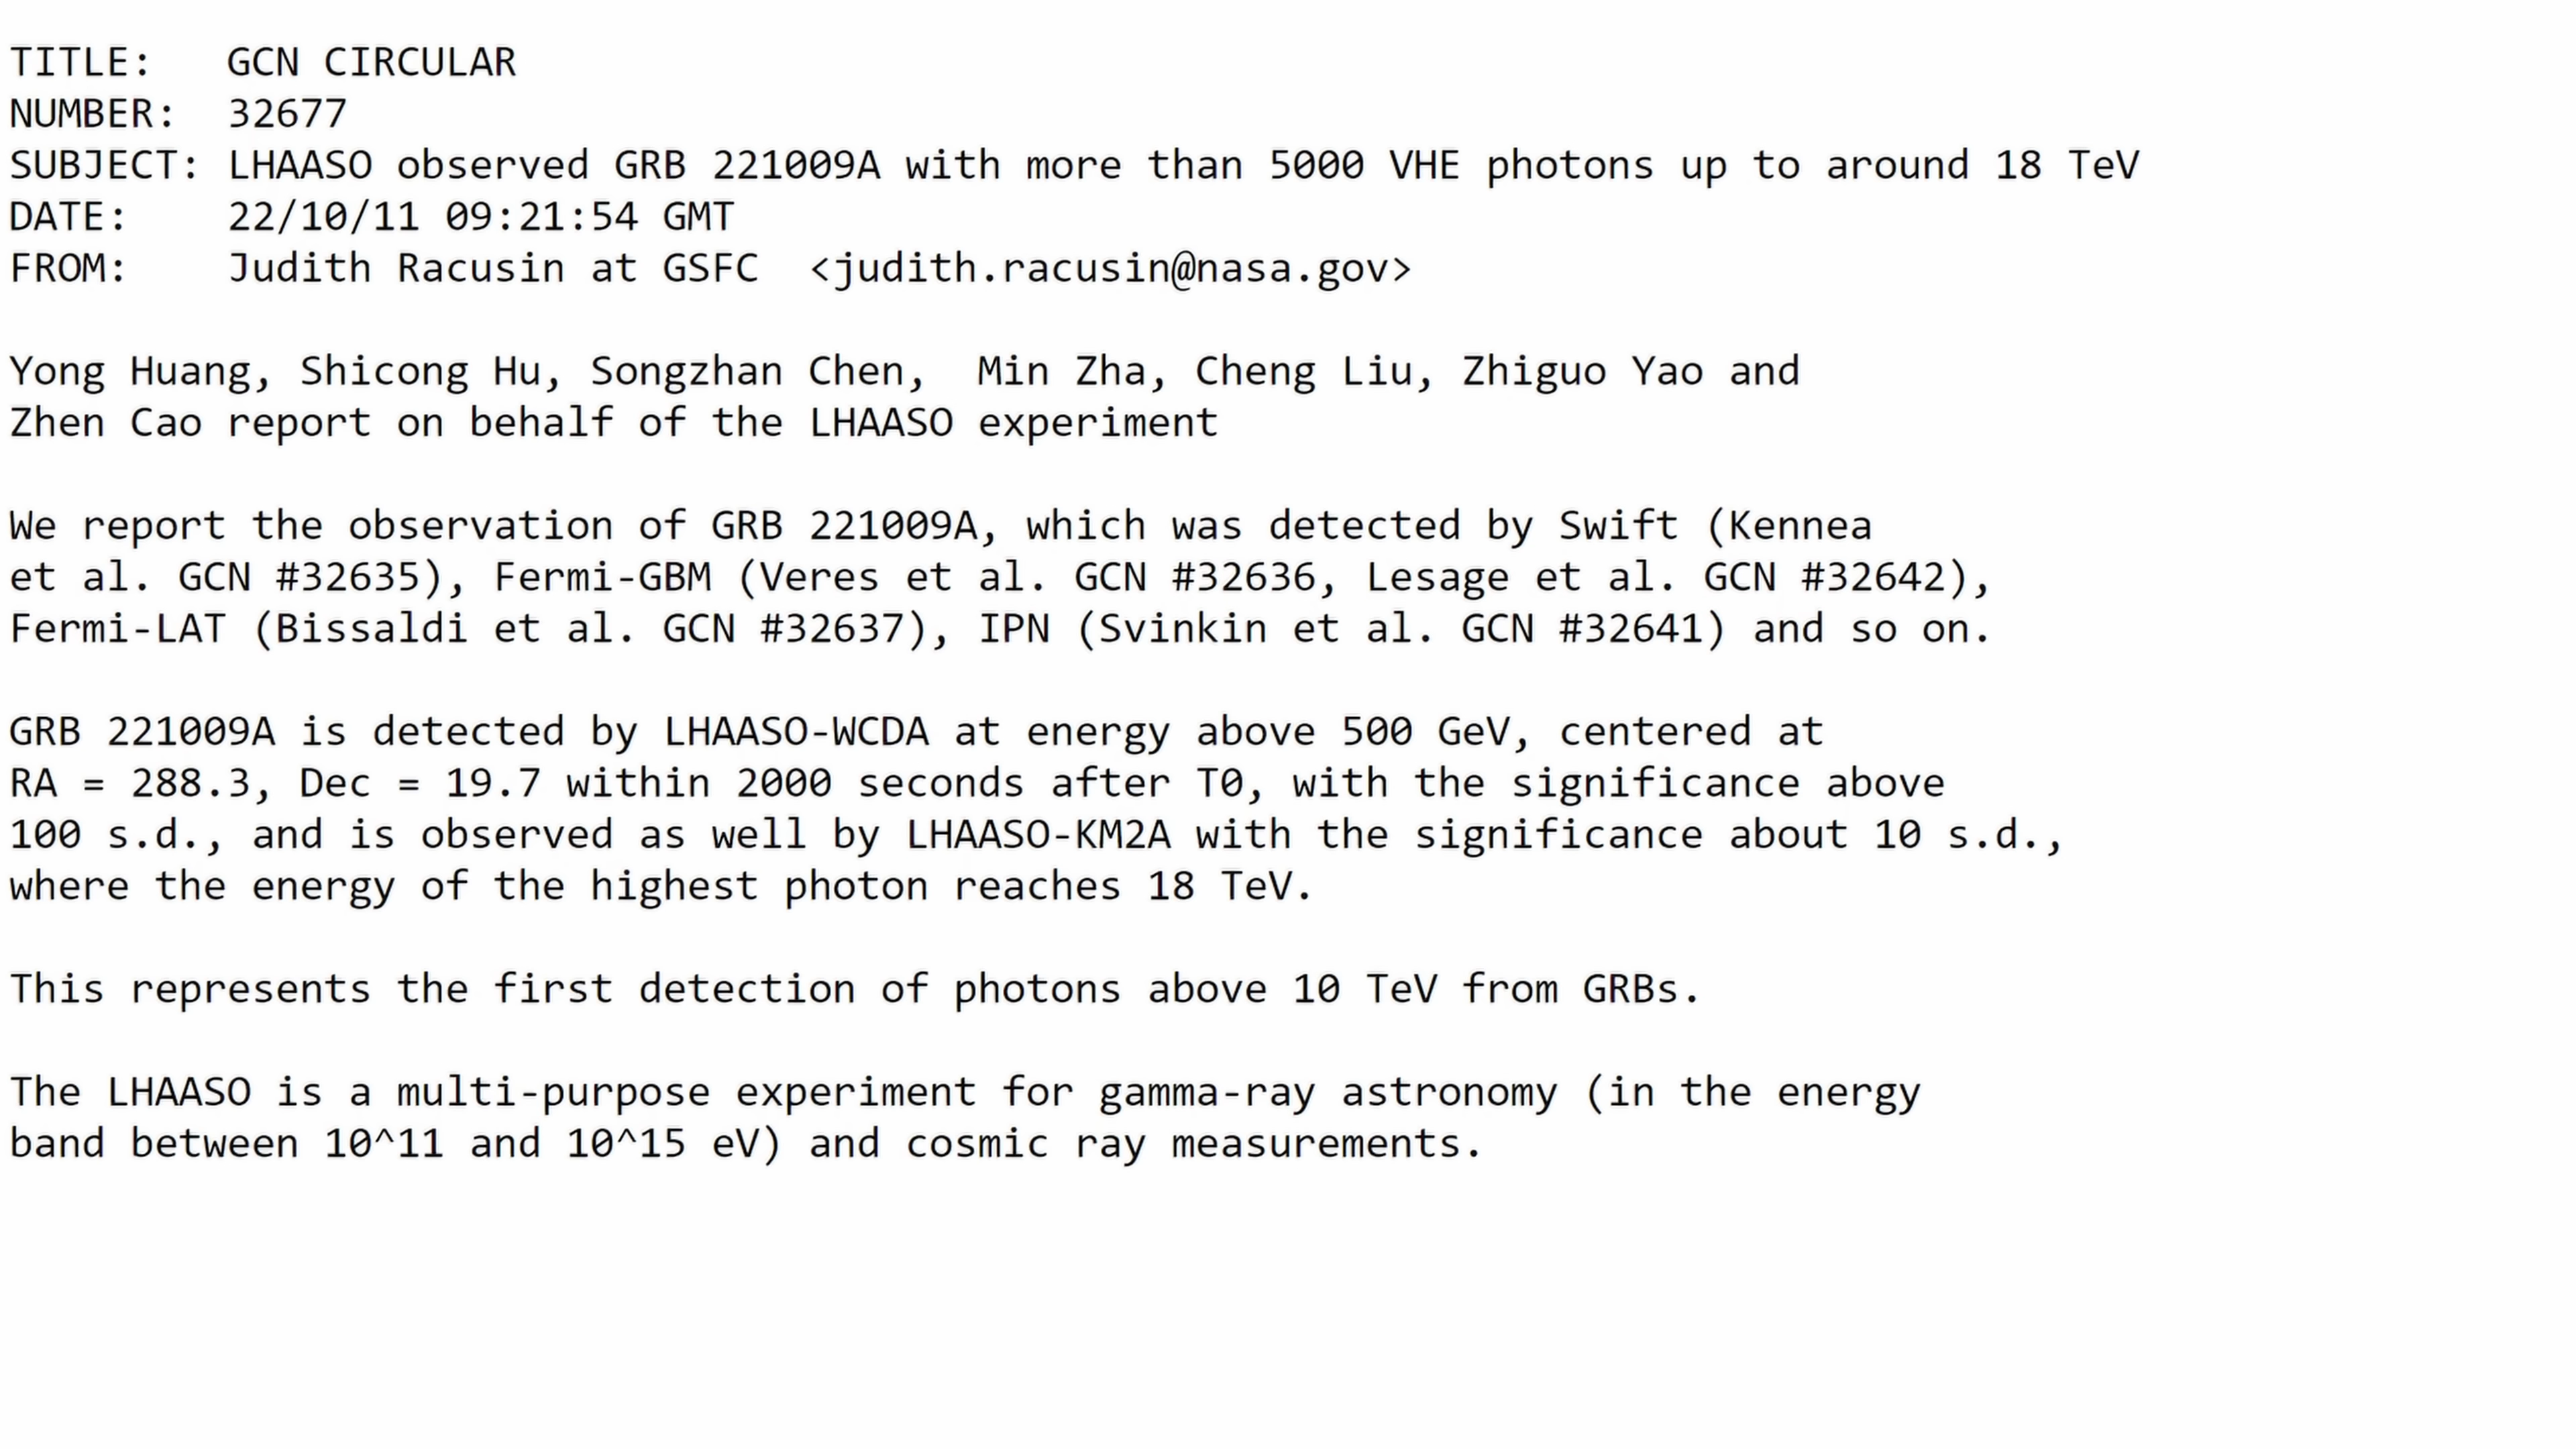 TITLE:   GCN CIRCULAR
NUMBER:  32677
SUBJECT: LHAASO observed GRB 221009A with more than 5000 VHE photons up to around 18 TeV
DATE:    22/10/11 09:21:54 GMT
FROM:    Judith Racusin at GSFC  <judith.racusin@nasa.gov>
Yong Huang, Shicong Hu, Songzhan Chen,  Min Zha, Cheng Liu, Zhiguo Yao and
Zhen Cao report on behalf of the LHAASO experiment
We report the observation of GRB 221009A, which was detected by Swift (Kennea
et al. GCN #32635), Fermi-GBM (Veres et al. GCN #32636, Lesage et al. GCN #32642),
Fermi-LAT (Bissaldi et al. GCN #32637), IPN (Svinkin et al. GCN #32641) and so on.
GRB 221009A is detected by LHAASO-WCDA at energy above 500 GeV, centered at
RA = 288.3, Dec = 19.7 within 2000 seconds after T0, with the significance above
100 s.d., and is observed as well by LHAASO-KM2A with the significance about 10 s.d.,
where the energy of the highest photon reaches 18 TeV.
This represents the first detection of photons above 10 TeV from GRBs.
The LHAASO is a multi-purpose experiment for gamma-ray astronomy (in the energy
band between 10^11 and 10^15 eV) and cosmic ray measurements.